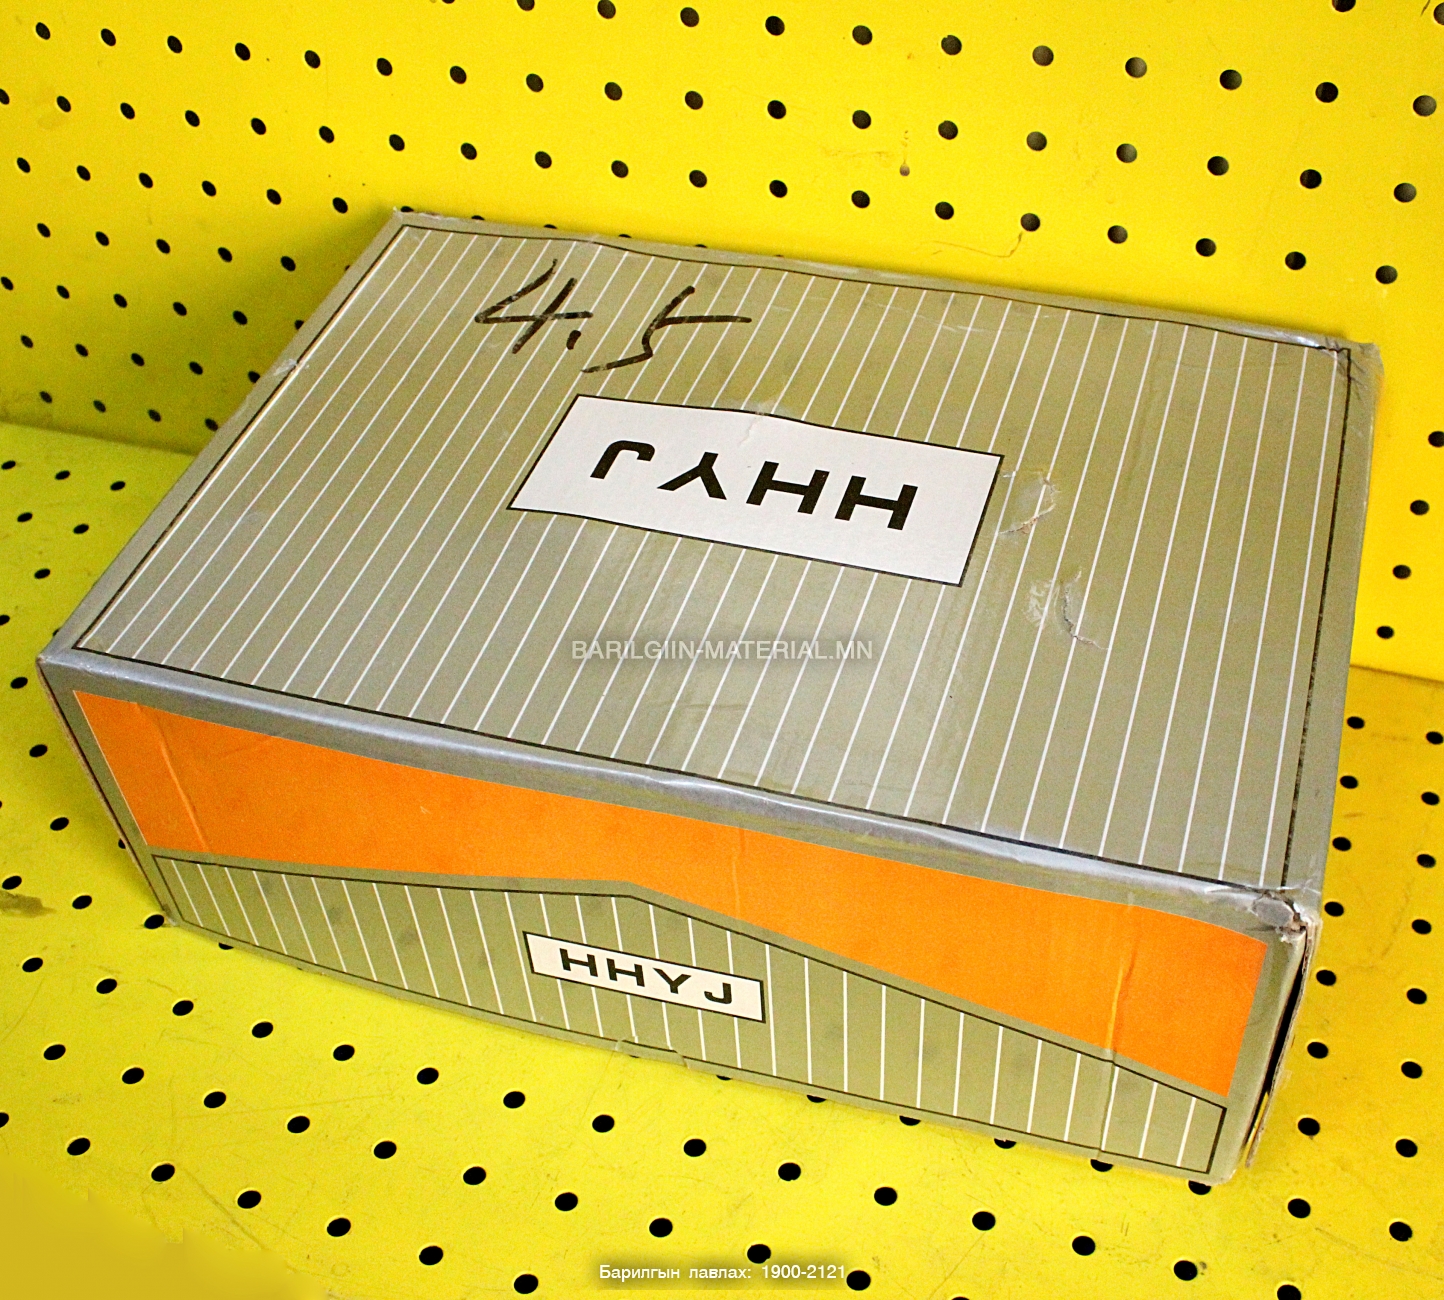 4.5
HHYJ
BARILGIIN-MATERIAL.MN
HHYJ
Барилгын лавлах: 1900-2121